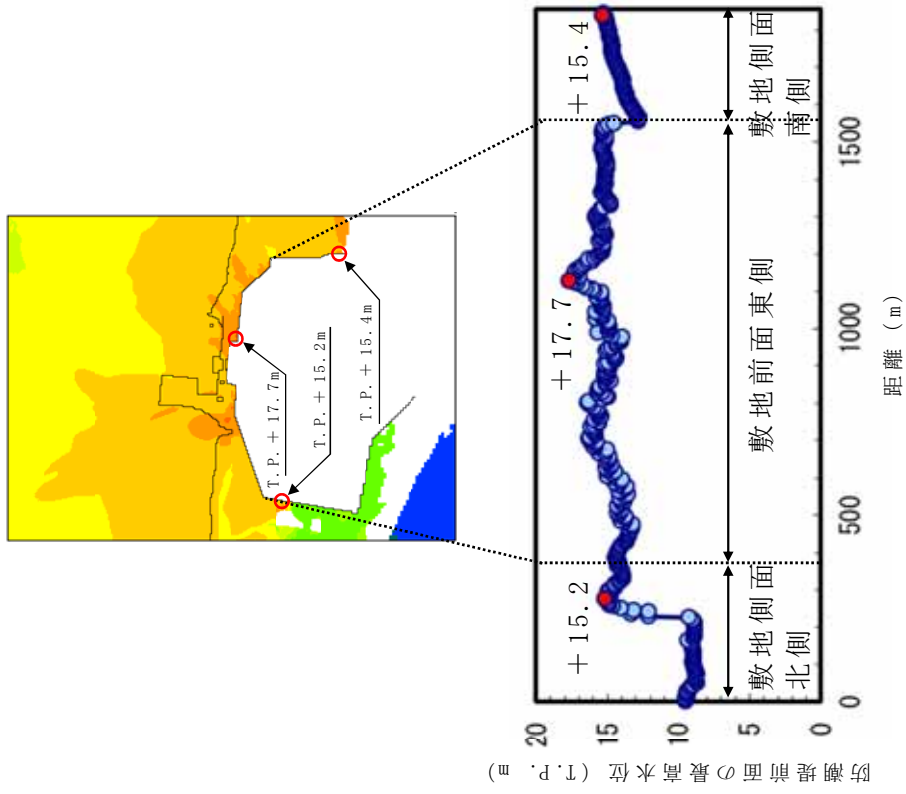 T.P.+17.7m
T.P.+15.2m
T.P.+15.4m
防潮堤前面の最高水位 (T.P. m)
20
15
10
5
0
+15.2
+17.7
+15.4
敷地側面
北側
敷地前面東側
敷地側面
南側
0
500
1000
1500
距離 (m)